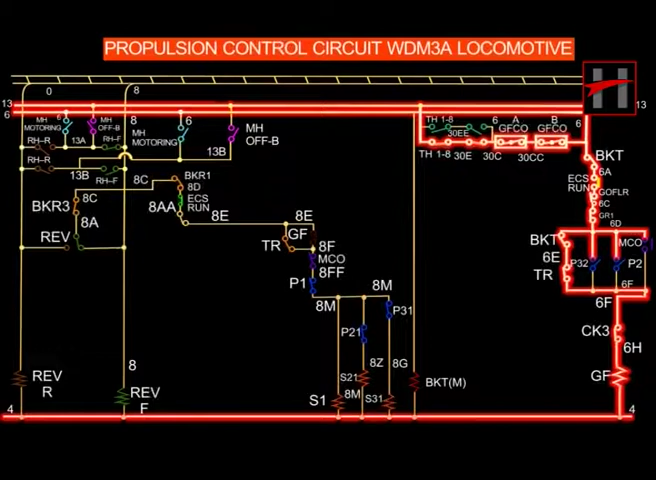 PROPULSION CONTROL CIRCUIT WDM3A LOCOMOTIVE
H
0 8
13 13
6 6
MH MOTORING 6 MH OFF-B
6 MH MOTORING
MH OFF-B
TH 1-8 30EE 6 A GFCO B GFCO
TH 1-8 30E 30C 30CC
RH-R 13A RH-F
13B
RH-R 13B RH-F
BKT
6A
ECS RUN
GOFLR
6C
GR1
6D
8C 8C BKR1
8D
ECS RUN
BKR3 8AA
8A 8E 8E
REV
GF
TR 8F
MCO
8FF
P1
8M 8M
P31
P21
BKT MCO
6E P32 P2
TR
6F 6F
CK3
6H
GF
8 8Z 8G
REV R
REV F
S21
S1 8M S31
BKT(M)
4 4